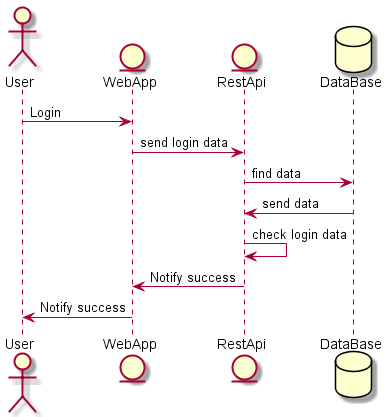 User WebApp RestApi DataBase
Login
send login data
find data
send data
check login data
Notify success
Notify success
User WebApp RestApi DataBase